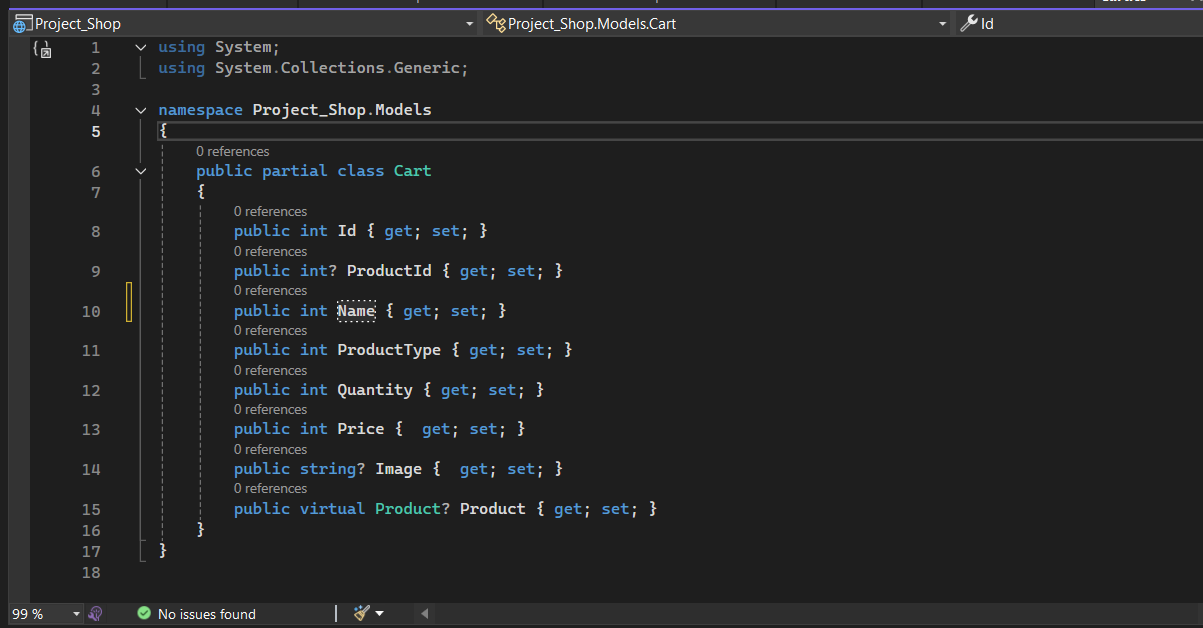 Project_Shop Project_Shop.Models.Cart Id
1 using System;
2 using System.Collections.Generic;
3
4 namespace Project_Shop.Models
5 {
0 references
6 public partial class Cart
7 {
0 references
8 public int Id { get; set; }
0 references
9 public int? ProductId { get; set; }
0 references
10 public int Name { get; set; }
0 references
11 public int ProductType { get; set; }
0 references
12 public int Quantity { get; set; }
0 references
13 public int Price {  get; set; }
0 references
14 public string? Image {  get; set; }
0 references
15 public virtual Product? Product { get; set; }
16 }
17 }
18
99 % No issues found